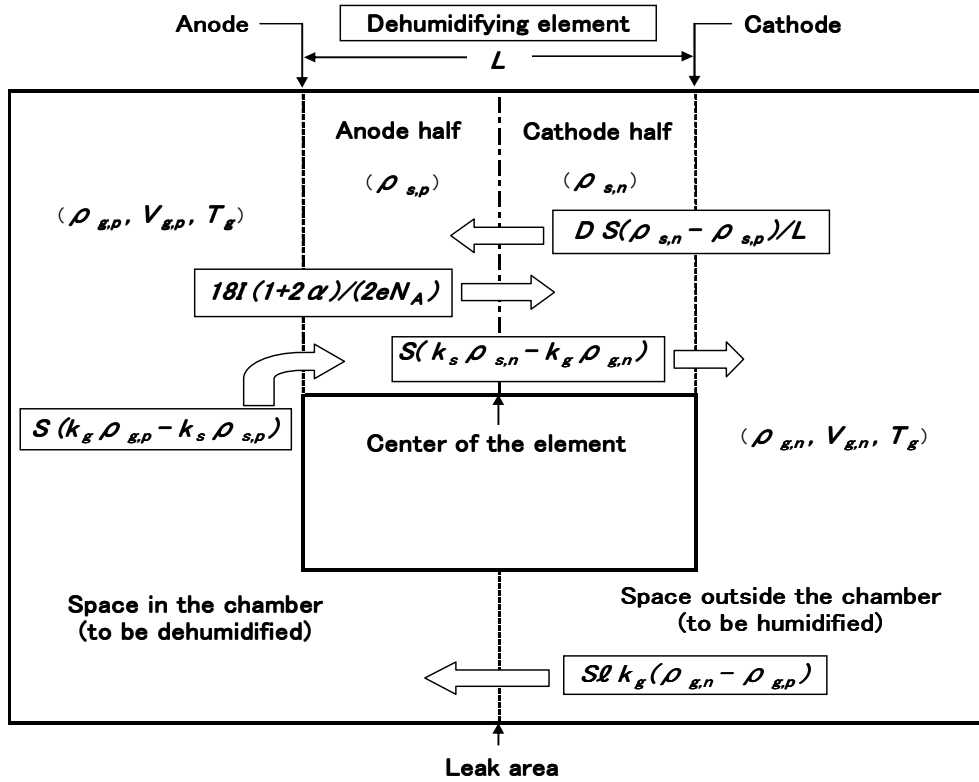 Anode
Dehumidifying element
Cathode
L
Anode half
Cathode half
(ρ s,p)
(ρ s,n)
(ρ g,p, V g,p, T g)
D S(ρ s,n − ρ s,p)/L
18I (1+2α)/(2eN A)
S( k s ρ s,n − k g ρ g,n)
S (k g ρ g,p − k s ρ s,p)
Center of the element
(ρ g,n, V g,n, T g)
Space in the chamber
(to be dehumidified)
Space outside the chamber
(to be humidified)
Sℓ k g (ρ g,n − ρ g,p)
Leak area